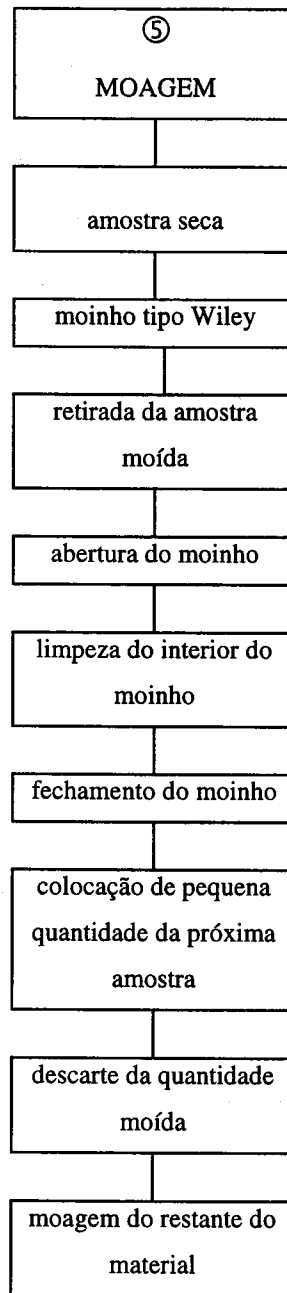 ⑤
MOAGEM
amostra seca
moinho tipo Wiley
retirada da amostra
moída
abertura do moinho
limpeza do interior do
moinho
fechamento do moinho
colocação de pequena
quantidade da próxima
amostra
descarte da quantidade
moída
moagem do restante do
material